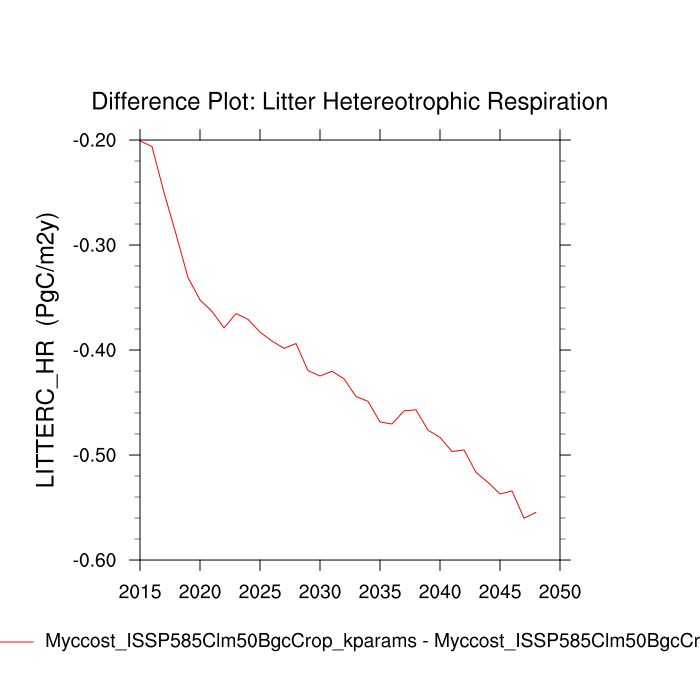 Difference Plot: Litter Hetereotrophic Respiration
-0.20
-0.30
-0.40
-0.50
-0.60
LITTERC_HR (PgC/m2y)
2015 2020 2025 2030 2035 2040 2045 2050
Myccost_ISSP585Clm50BgcCrop_kparams - Myccost_ISSP585Clm50BgcCr